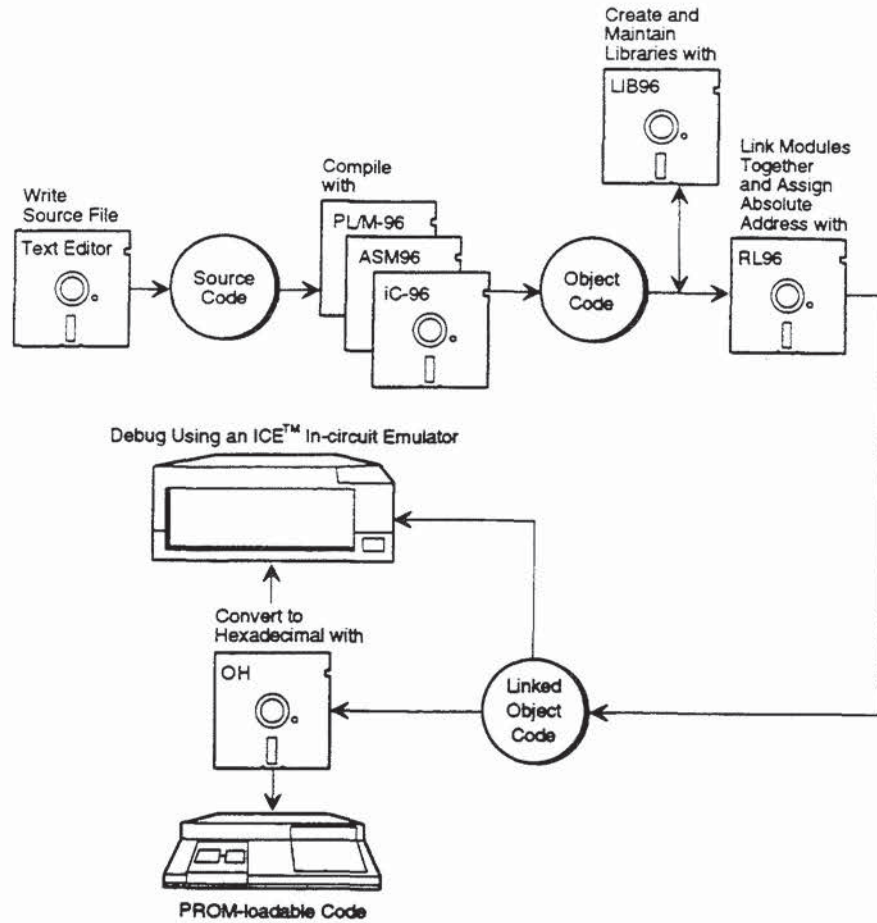 Create and
Maintain
Libraries with
LIB96
Link Modules
Together
and Assign
Absolute
Address with
RL96
Compile
with
PL/M-96
ASM96
iC-96
Write
Source File
Text Editor
Source
Code
Object
Code
Debug Using an ICE™ In-circuit Emulator
Convert to
Hexadecimal with
OH
Linked
Object
Code
PROM-loadable Code